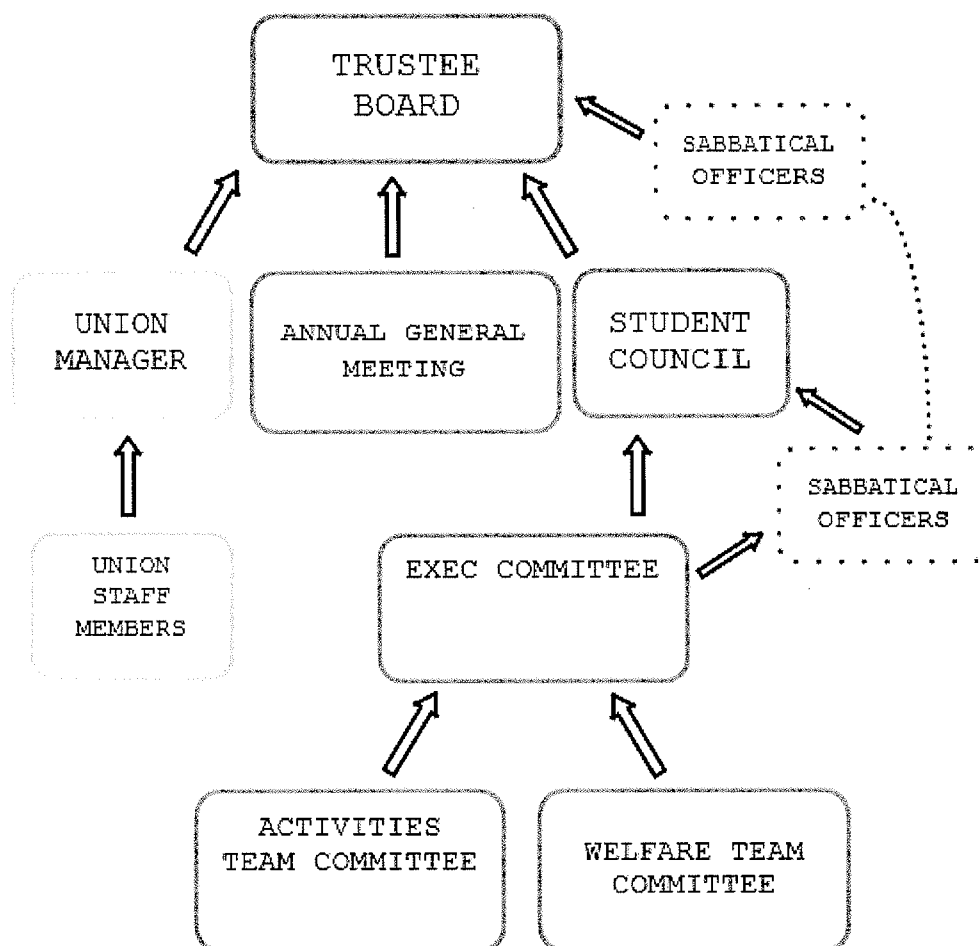 TRUSTEE
BOARD
SABBATICAL
OFFICERS
UNION
MANAGER
ANNUAL GENERAL
MEETING
STUDENT
COUNCIL
SABBATICAL
OFFICERS
UNION
STAFF
MEMBERS
EXEC COMMITTEE
ACTIVITIES
TEAM COMMITTEE
WELFARE TEAM
COMMITTEE